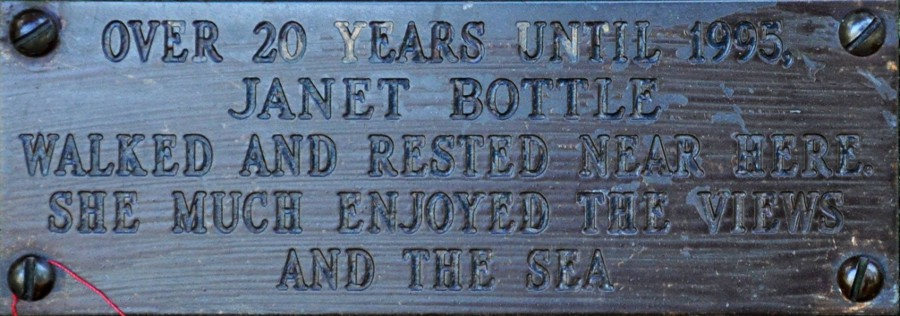 OVER 20 YEARS UNTIL 1995,
JANET BOTTLE
WALKED AND RESTED NEAR HERE.
SHE MUCH ENJOYED THE VIEWS
AND THE SEA